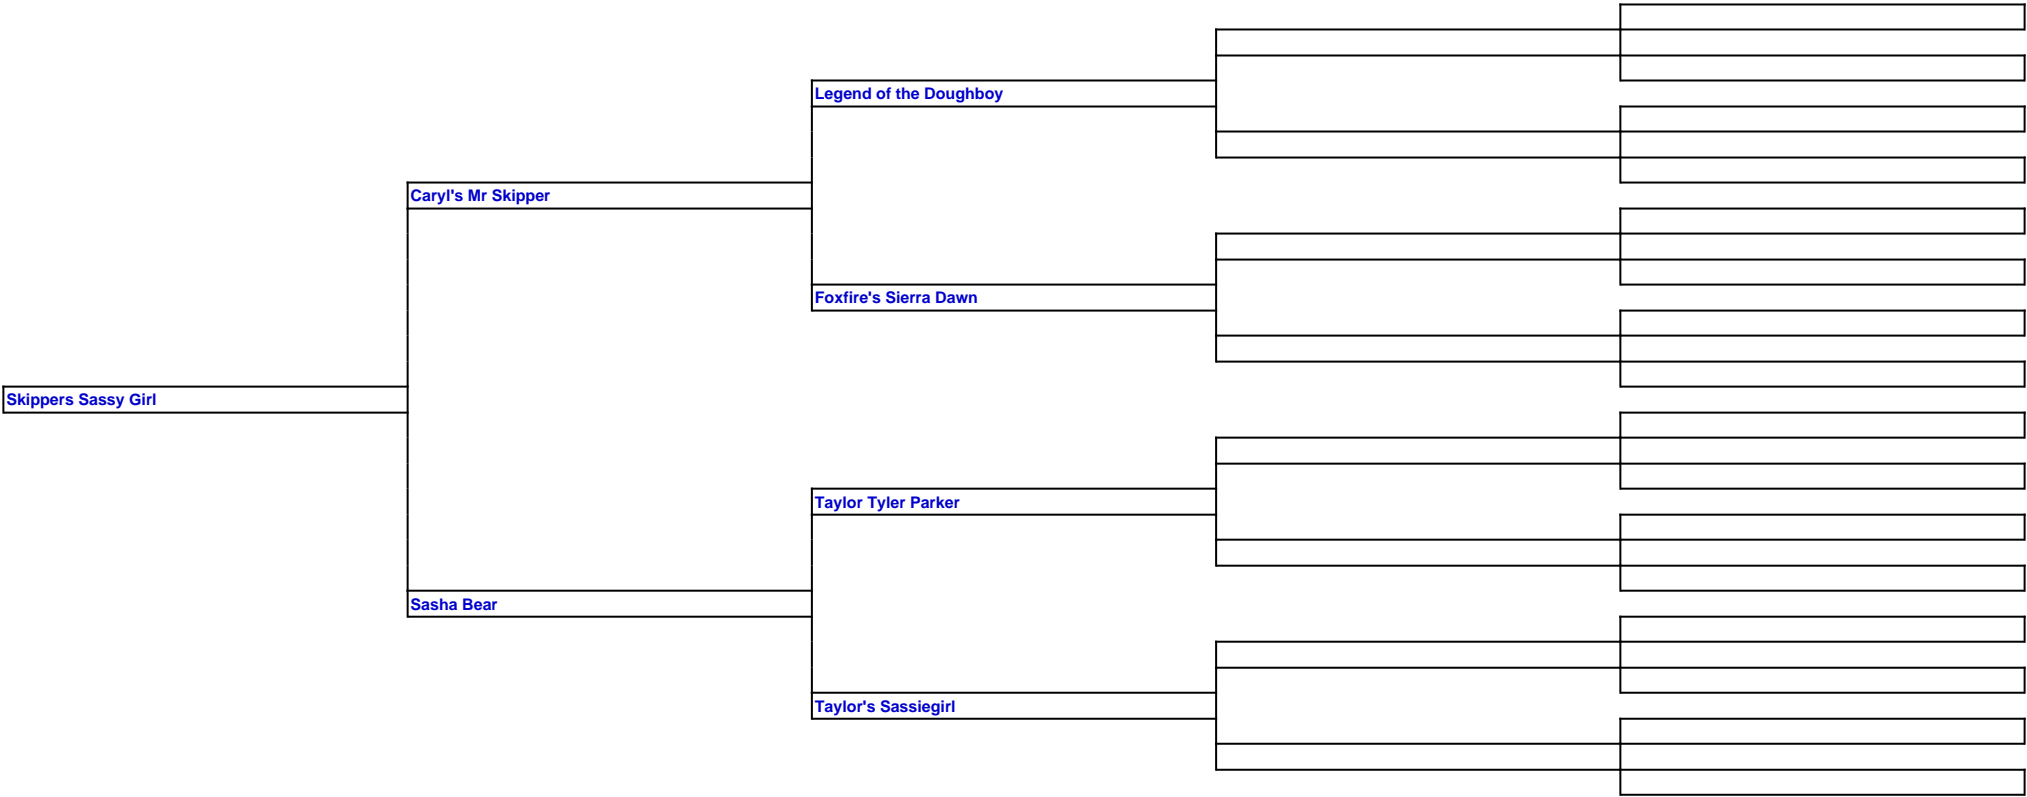 Legend of the Doughboy
Caryl's Mr Skipper
Foxfire's Sierra Dawn
Skippers Sassy Girl
Taylor Tyler Parker
Sasha Bear
Taylor's Sassiegirl